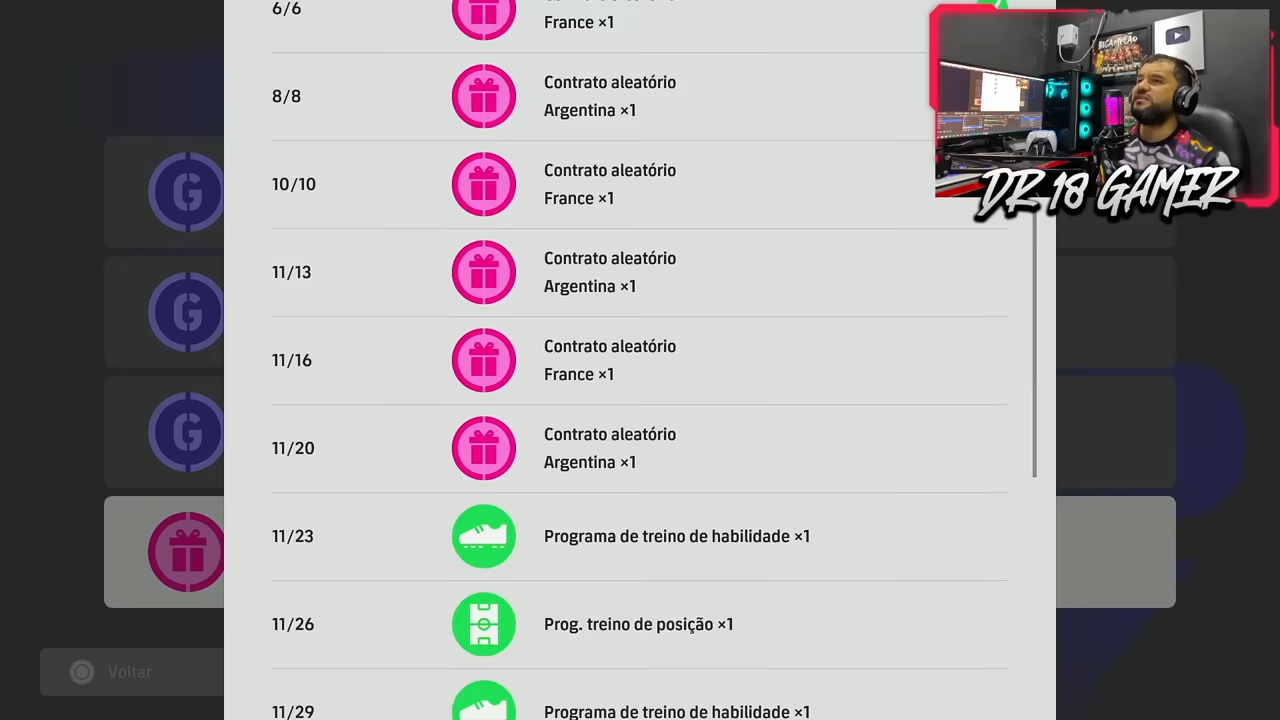 6/6
France ×1
8/8
Contrato aleatório
Argentina ×1
10/10
Contrato aleatório
France ×1
11/13
Contrato aleatório
Argentina ×1
11/16
Contrato aleatório
France ×1
11/20
Contrato aleatório
Argentina ×1
11/23
Programa de treino de habilidade ×1
11/26
Prog. treino de posição ×1
11/29
Programa de treino de habilidade ×1
G
G
G
Voltar
BICAMPEÃO
DR 18 GAMER